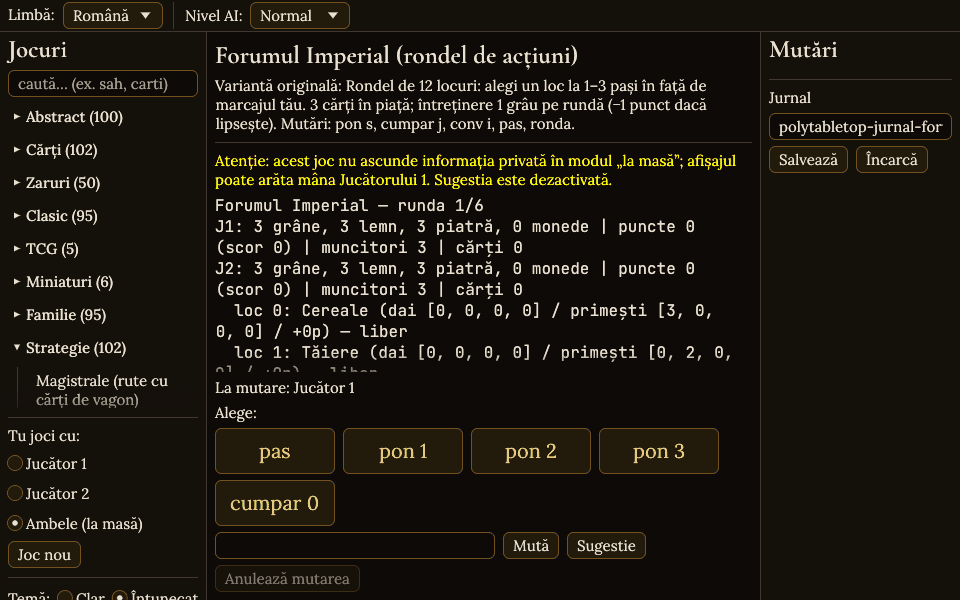 Limbă: Română ▼ Nivel AI: Normal ▼
Jocuri
caută... (ex. sah, carti)
▸ Abstract (100)
▸ Cărți (102)
▸ Zaruri (50)
▸ Clasic (95)
▸ TCG (5)
▸ Miniaturi (6)
▸ Familie (95)
▾ Strategie (102)
Magistrale (rute cu
cărți de vagon)
Tu joci cu:
Jucător 1
Jucător 2
Ambele (la masă)
Joc nou
Temă: Clar Întunecat
Forumul Imperial (rondel de acțiuni)
Variantă originală: Rondel de 12 locuri: alegi un loc la 1–3 pași în față de
marcajul tău. 3 cărți în piață; întreținere 1 grâu pe rundă (−1 punct dacă
lipsește). Mutări: pon s, cumpar j, conv i, pas, ronda.
Atenție: acest joc nu ascunde informația privată în modul „la masă”; afișajul
poate arăta mâna Jucătorului 1. Sugestia este dezactivată.
Forumul Imperial — runda 1/6
J1: 3 grâne, 3 lemn, 3 piatră, 0 monede | puncte 0
(scor 0) | muncitori 3 | cărți 0
J2: 3 grâne, 3 lemn, 3 piatră, 0 monede | puncte 0
(scor 0) | muncitori 3 | cărți 0
loc 0: Cereale (dai [0, 0, 0, 0] / primești [3, 0,
0, 0] / +0p) — liber
loc 1: Tăiere (dai [0, 0, 0, 0] / primești [0, 2, 0,
0] / +0p) — liber
La mutare: Jucător 1
Alege:
pas pon 1 pon 2 pon 3
cumpar 0
Mută Sugestie
Anulează mutarea
Mutări
Jurnal
polytabletop-jurnal-for
Salvează Încarcă